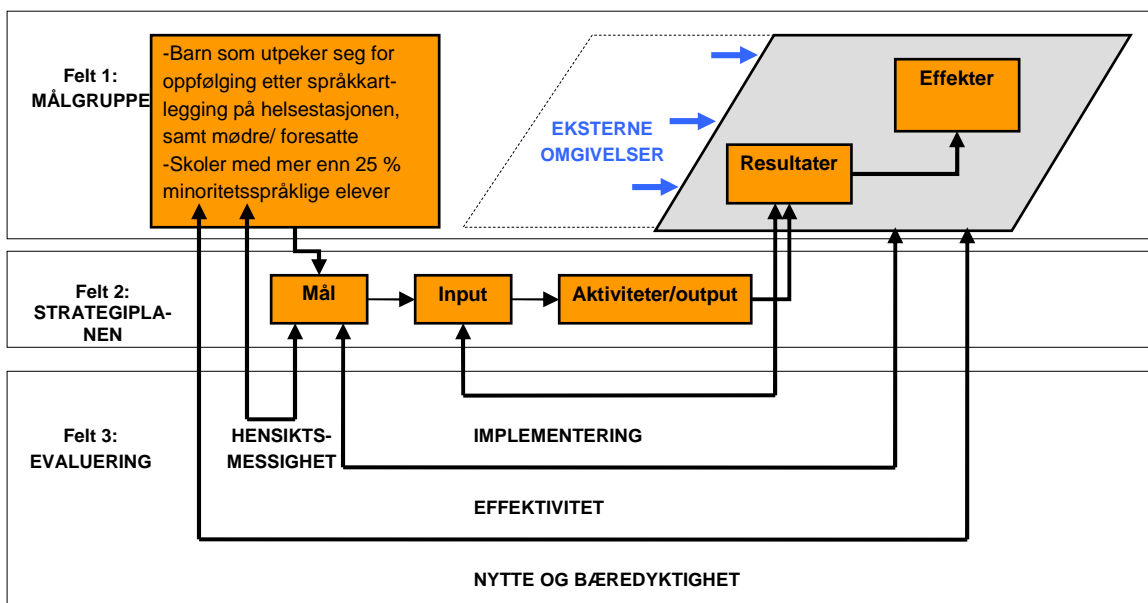 Felt 1:
MÅLGRUPPE
-Barn som utpeker seg for
oppfølging etter språkkart-
legging på helsestasjonen,
samt mødre/ foresatte
-Skoler med mer enn 25 %
minoritetsspråklige elever
EKSTERNE
OMGIVELSER
Effekter
Resultater
Felt 2:
STRATEGIPLA-
NEN
Mål
Input
Aktiviteter/output
Felt 3:
EVALUERING
HENSIKTS-
MESSIGHET
IMPLEMENTERING
EFFEKTIVITET
NYTTE OG BÆREDYKTIGHET